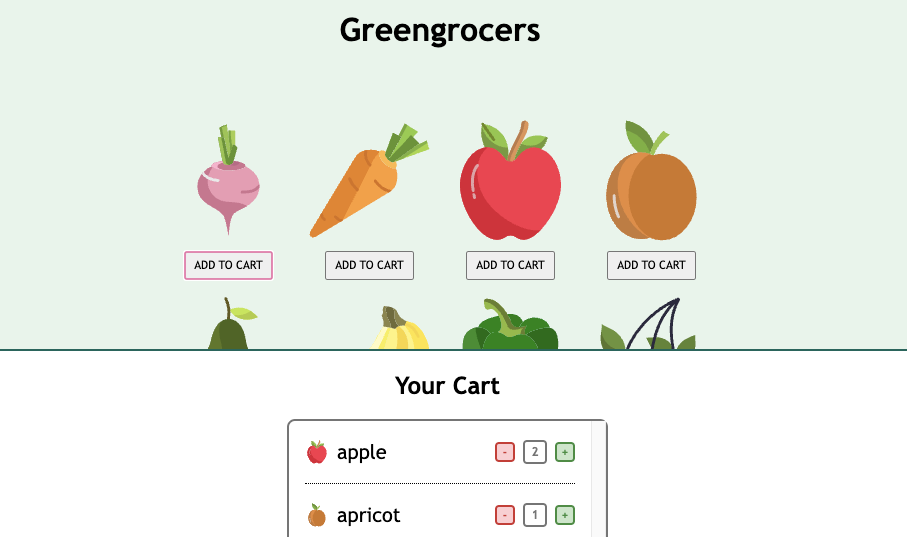 Greengrocers
ADD TO CART ADD TO CART ADD TO CART ADD TO CART
Your Cart
apple - 2 +
apricot - 1 +